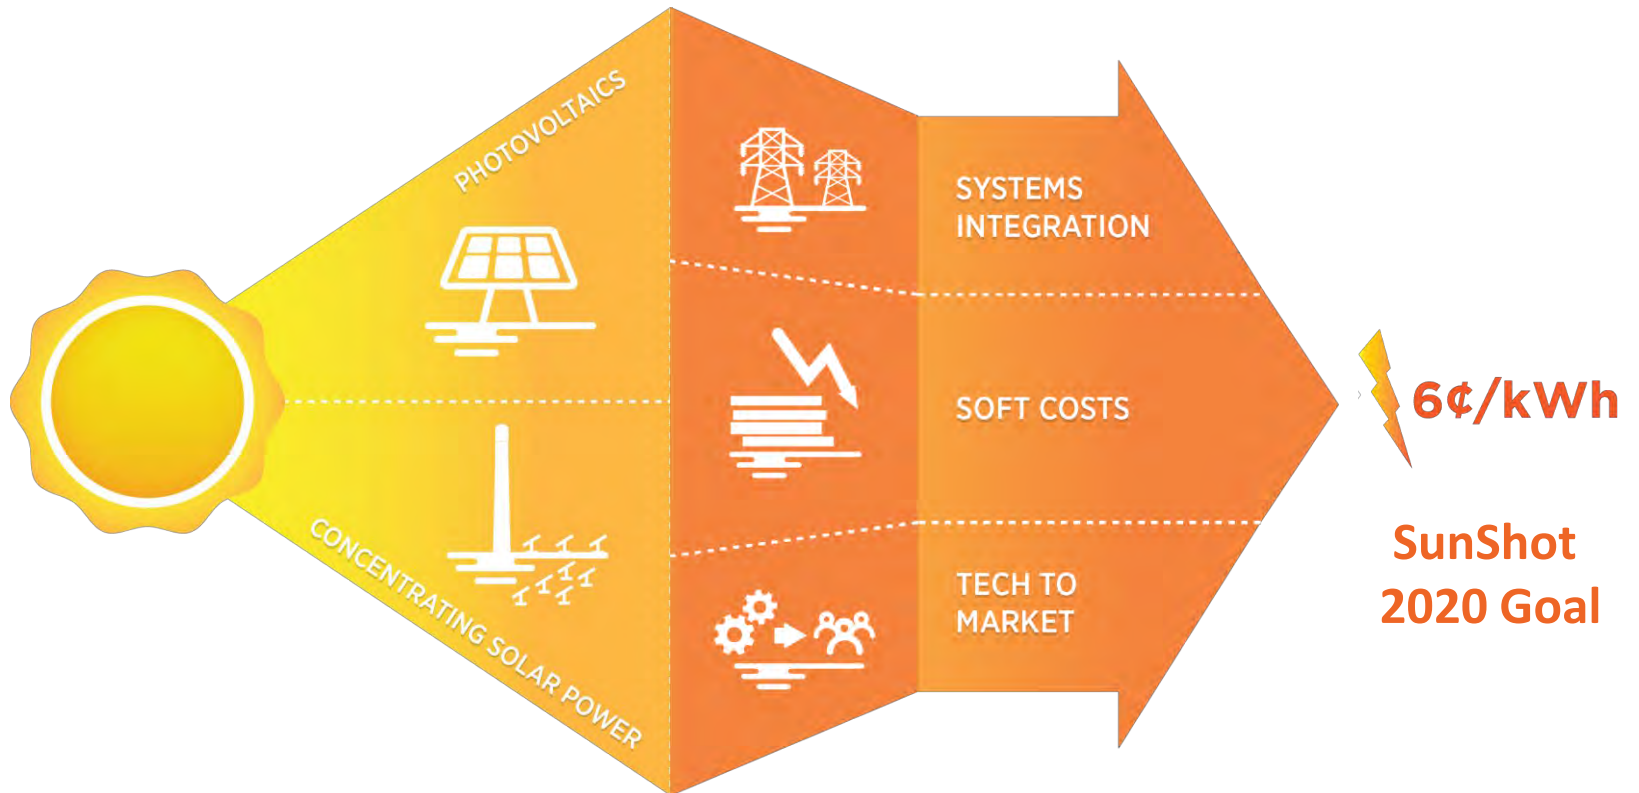 PHOTOVOLTAICS
CONCENTRATING SOLAR POWER
SYSTEMS
INTEGRATION
SOFT COSTS
TECH TO
MARKET
6¢/kWh
SunShot
2020 Goal